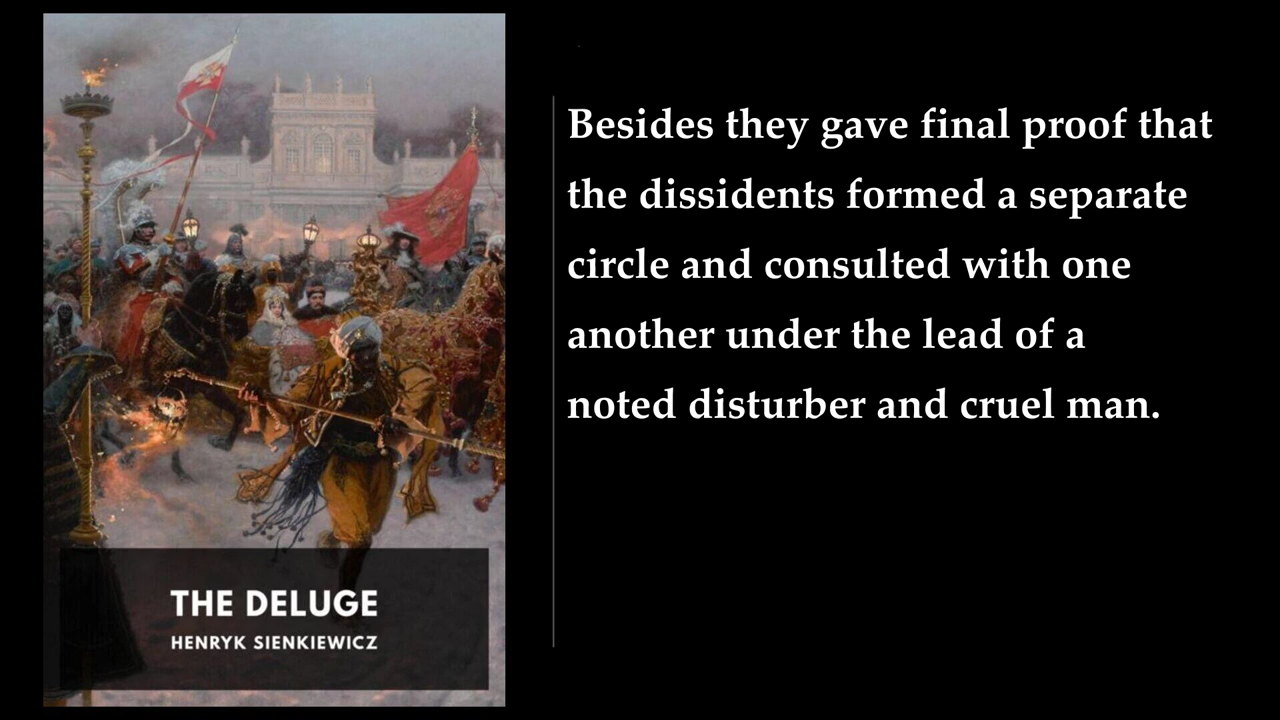 Besides they gave final proof that
the dissidents formed a separate
circle and consulted with one
another under the lead of a
noted disturber and cruel man.
THE DELUGE
HENRYK SIENKIEWICZ